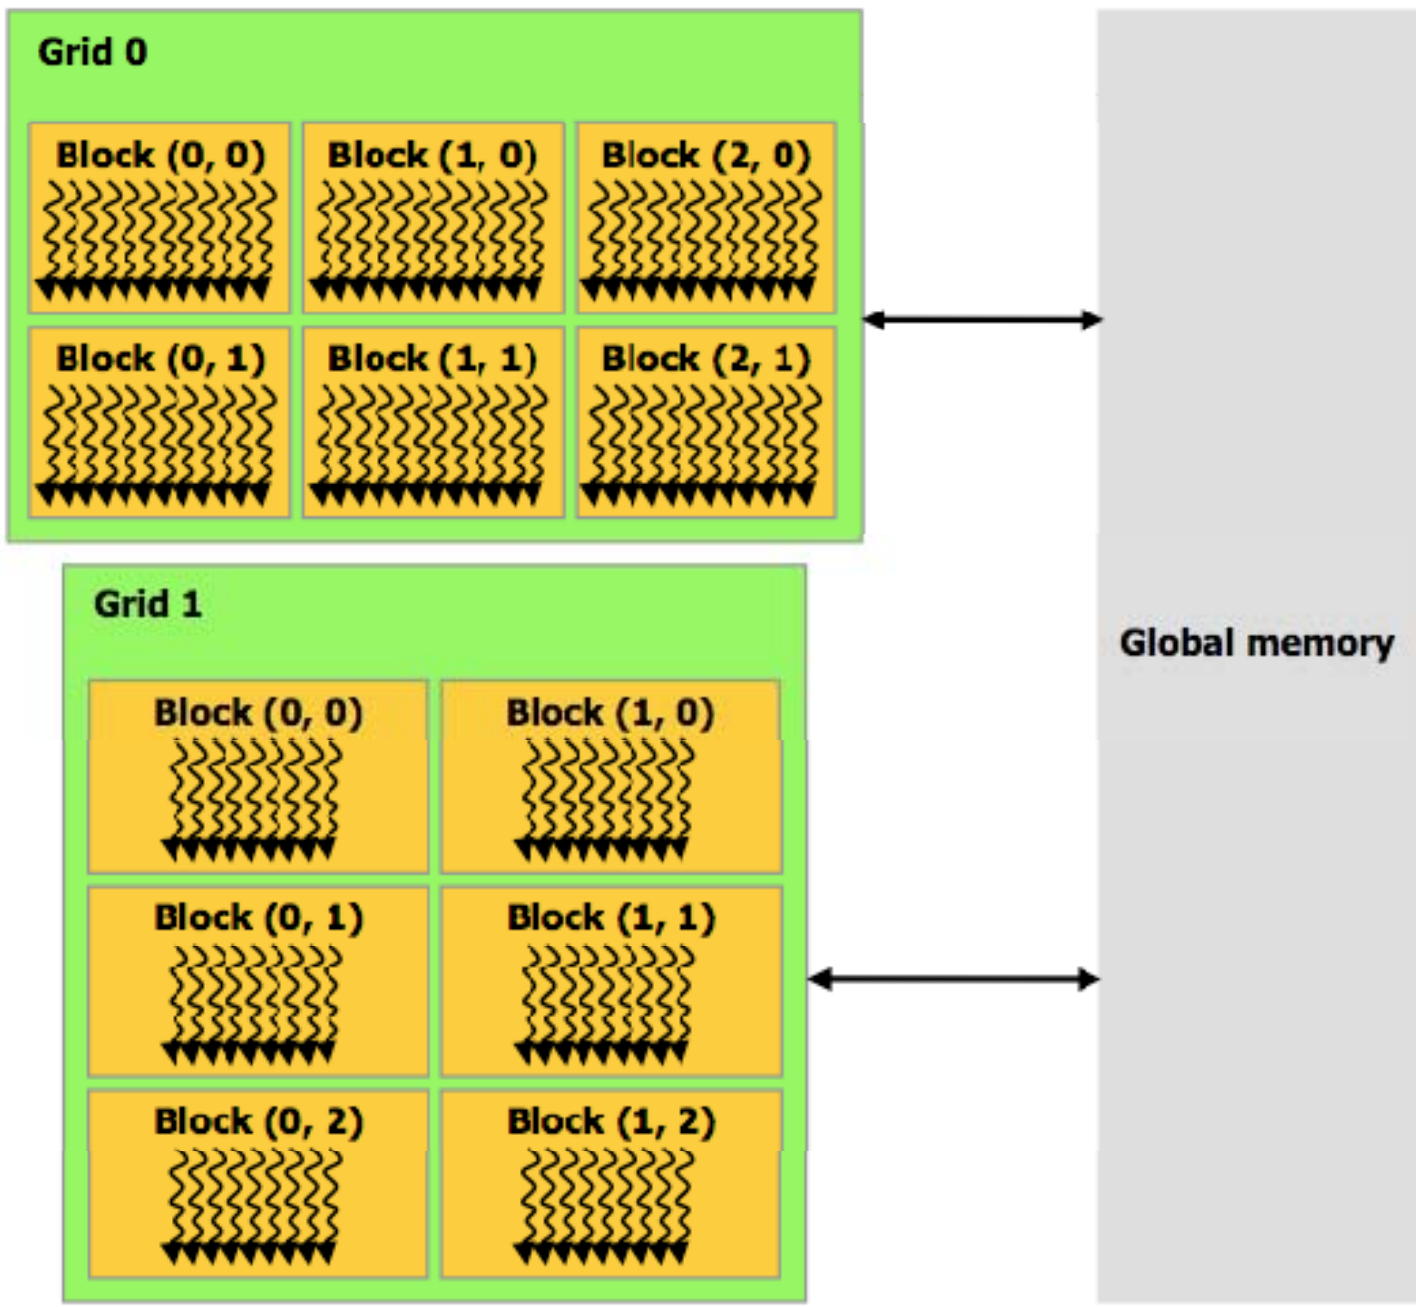 Grid 0
Block (0, 0) Block (1, 0) Block (2, 0)
Block (0, 1) Block (1, 1) Block (2, 1)
Grid 1
Global memory
Block (0, 0) Block (1, 0)
Block (0, 1) Block (1, 1)
Block (0, 2) Block (1, 2)